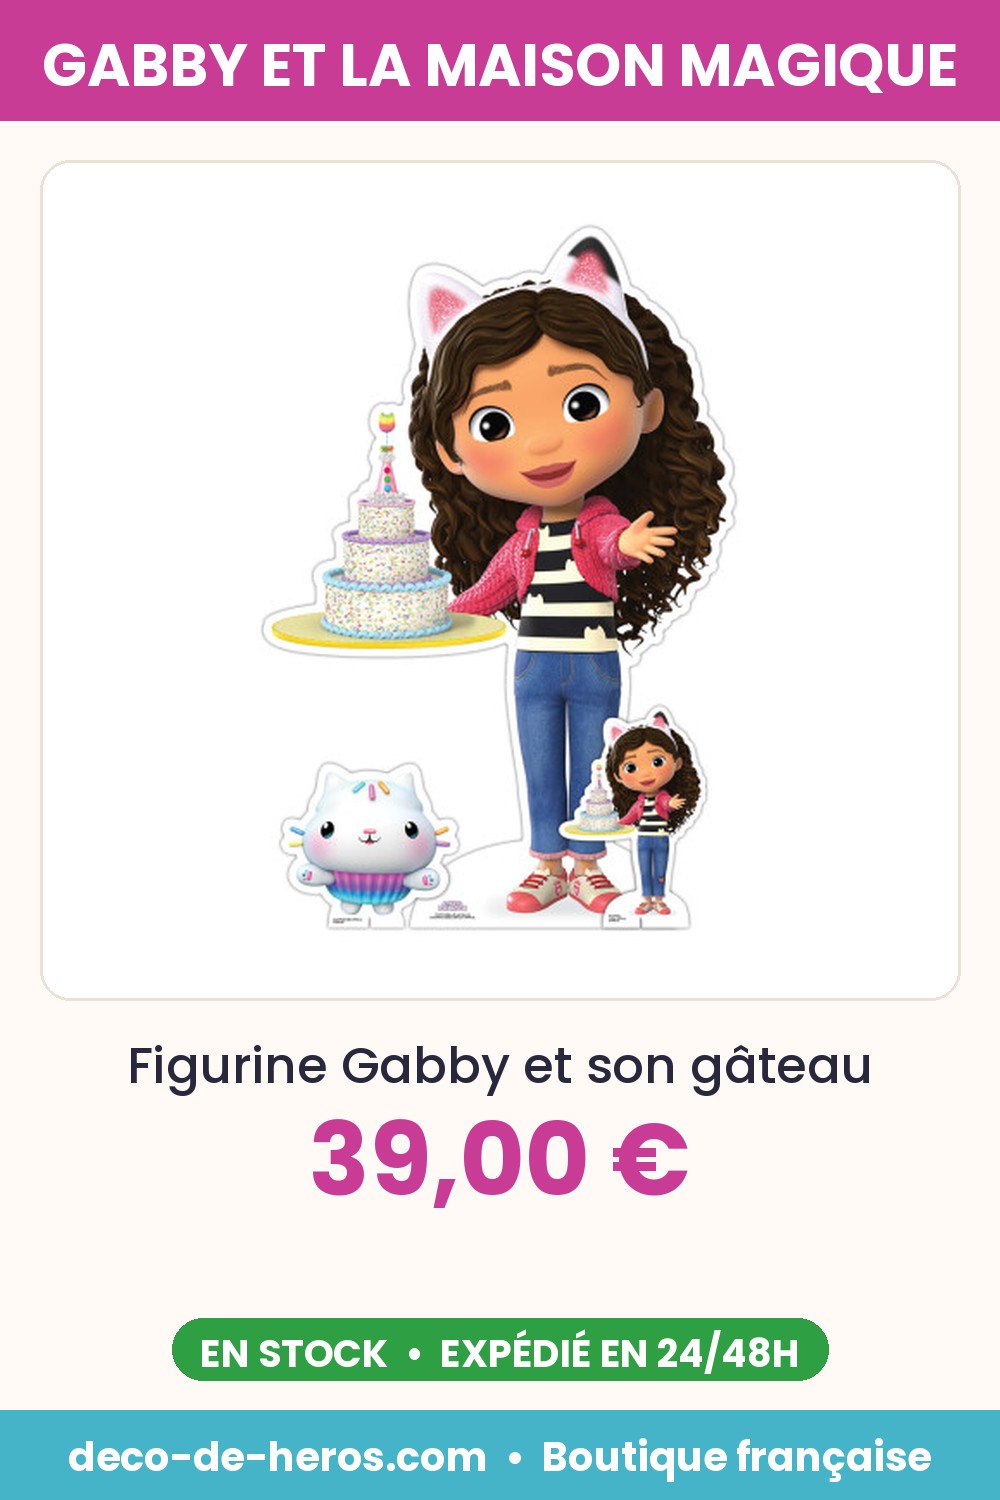 GABBY ET LA MAISON MAGIQUE
Figurine Gabby et son gâteau
39,00 €
EN STOCK • EXPÉDIÉ EN 24/48H
deco-de-heros.com • Boutique française